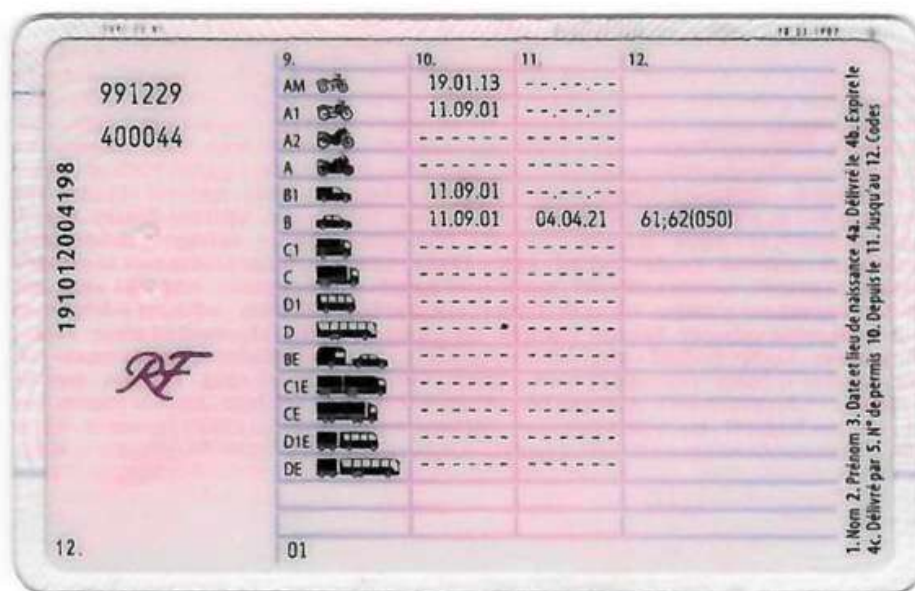 991229
400044
191012004198
RF
12.
9. 10. 11. 12.
AM 19.01.13 --.--.--
A1 11.09.01 --.--.--
A2 ------ ------
A ------ ------
B1 11.09.01 --.--.--
B 11.09.01 04.04.21 61;62(050)
C1 ------ ------
C ------ ------
D1 ------ ------
D ------ ------
BE ------ ------
C1E ------ ------
CE ------ ------
D1E ------ ------
DE ------ ------
01
1.Nom 2. Prénom 3. Date et lieu de naissance 4a. Délivré le 4b. Expire le
4c. Délivré par 5. N° de permis 10. Depuis le 11. Jusqu'au 12. Codes